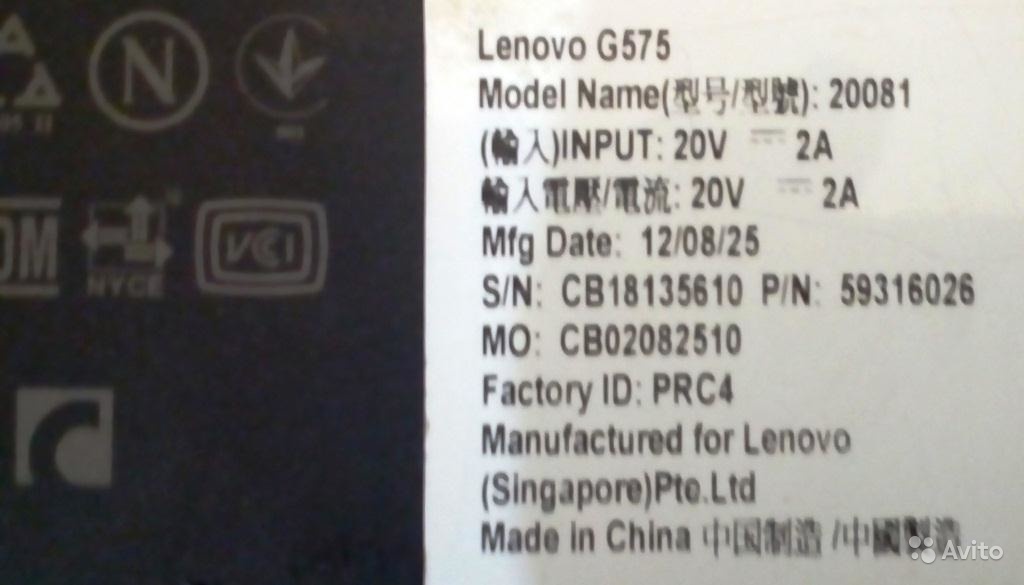 Lenovo G575
Model Name(型号/型號): 20081
(輸入)INPUT: 20V ⎓ 2A
輸入電壓/電流: 20V ⎓ 2A
Mfg Date: 12/08/25
S/N: CB18135610 P/N: 59316026
MO: CB02082510
Factory ID: PRC4
Manufactured for Lenovo
(Singapore)Pte.Ltd
Made in China 中国制造 /中國製造
N
OM
NYCE
VCI
Avito